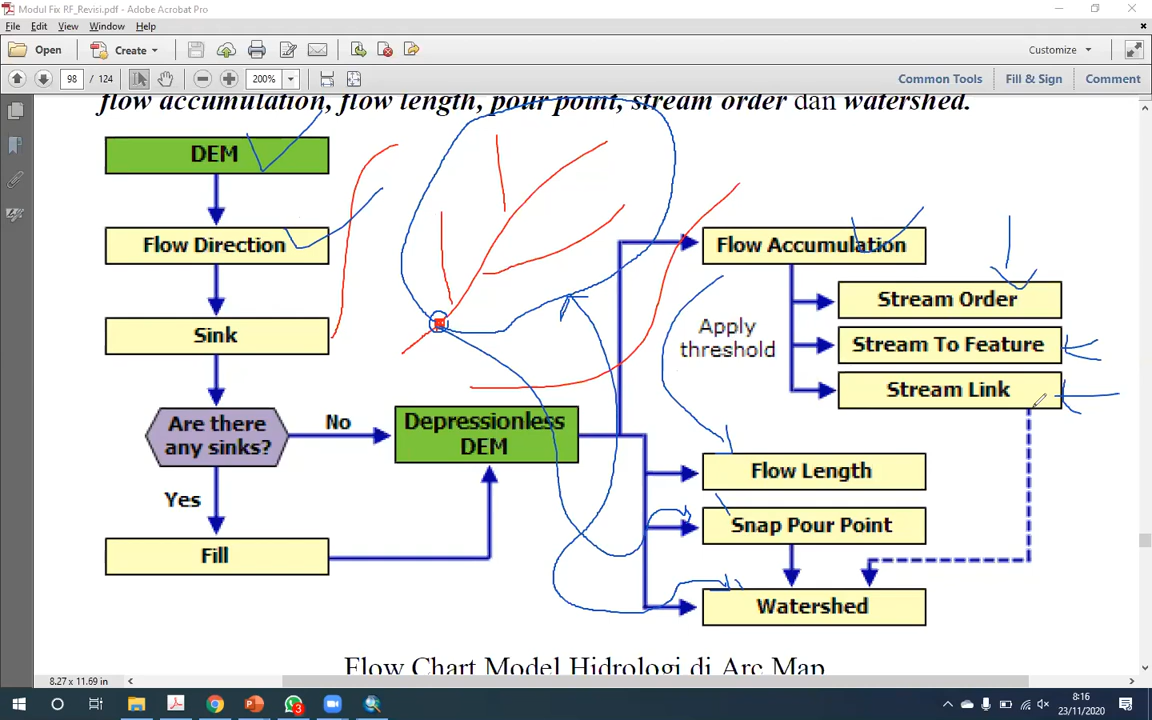 Modul Fix RF_Revisi.pdf - Adobe Acrobat Pro
File Edit View Window Help
Open Create Customize
98 / 124 200% Common Tools Fill & Sign Comment
flow accumulation, flow length, pour point, stream order dan watershed.
DEM
Flow Direction
Sink
Are there
any sinks?
No
Yes
Fill
Depressionless
DEM
Flow Accumulation
Apply
threshold
Stream Order
Stream To Feature
Stream Link
Flow Length
Snap Pour Point
Watershed
Flow Chart Model Hidrologi di Arc Map
8.27 x 11.69 in
3
8:16
23/11/2020